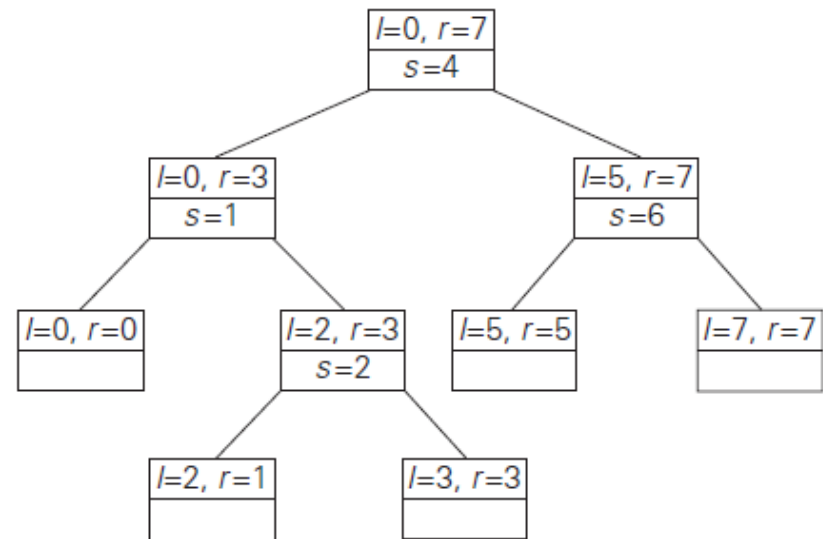 l=0, r=7
s=4
l=0, r=3
l=5, r=7
s=1
s=6
l=0, r=0
l=2, r=3
l=5, r=5
l=7, r=7
s=2
l=2, r=1
l=3, r=3